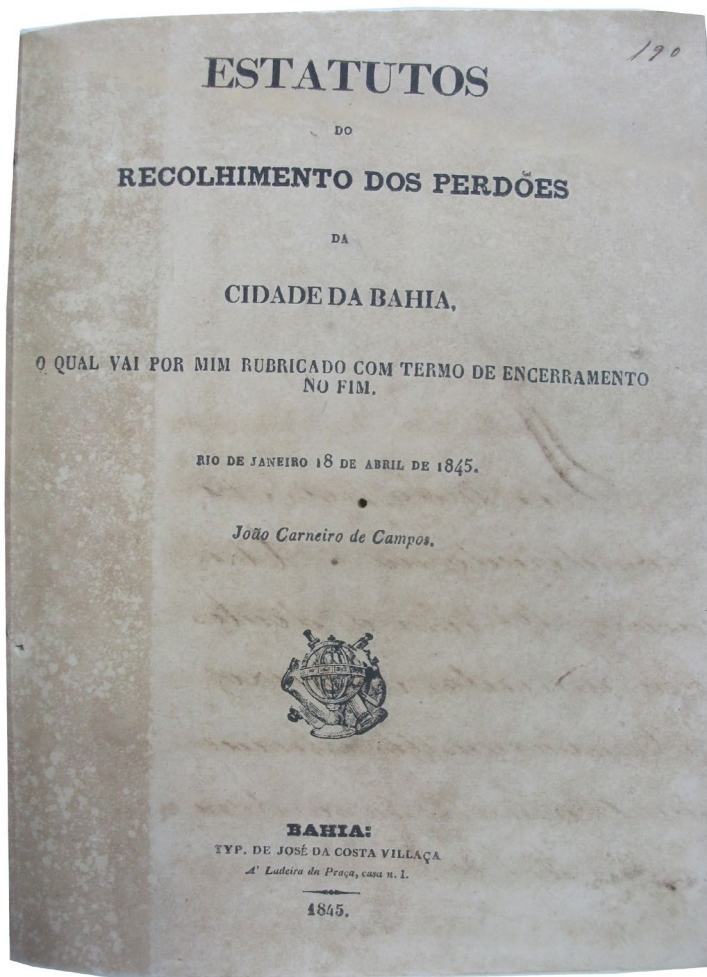 190
ESTATUTOS
DO
RECOLHIMENTO DOS PERDÕES
DA
CIDADE DA BAHIA,
O QUAL VAI POR MIM RUBRICADO COM TERMO DE ENCERRAMENTO
NO FIM.
RIO DE JANEIRO 18 DE ABRIL DE 1845.
João Carneiro de Campos.
BAHIA:
TYP. DE JOSÉ DA COSTA VILLAÇA
A' Ladeira da Praça, casa n. 1.
1845.